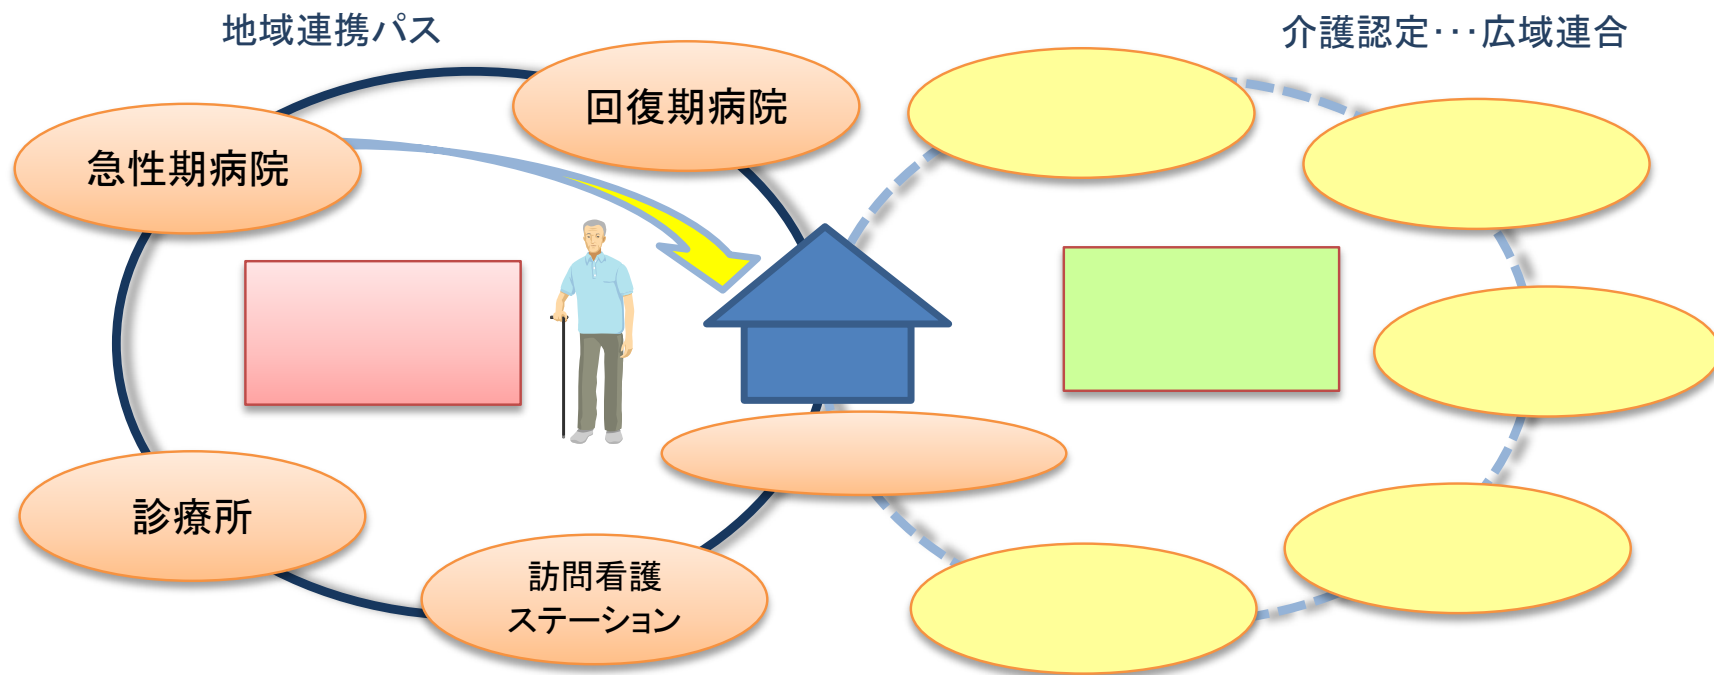 地域連携パス
介護認定･･･広域連合
回復期病院
急性期病院
診療所
訪問看護
ステーション